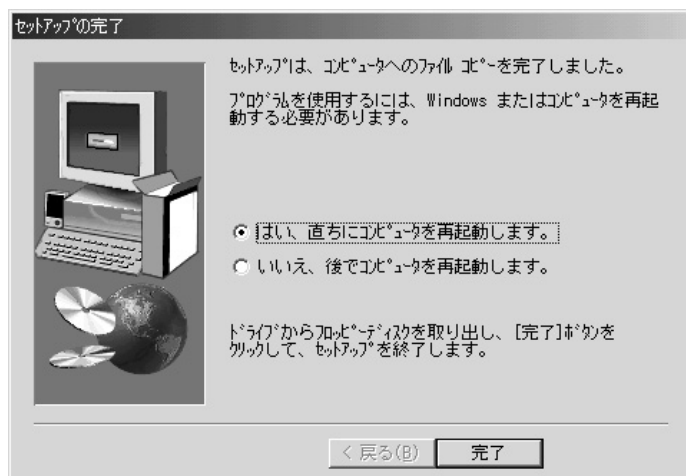 ｾｯﾄｱｯﾌﾟの完了
ｾｯﾄｱｯﾌﾟは、ｺﾝﾋﾟｭｰﾀへのﾌｧｲﾙ ｺﾋﾟｰを完了しました。
ﾌﾟﾛｸﾞﾗﾑを使用するには、Windows またはｺﾝﾋﾟｭｰﾀを再起
動する必要があります。
はい、直ちにｺﾝﾋﾟｭｰﾀを再起動します。
いいえ、後でｺﾝﾋﾟｭｰﾀを再起動します。
ﾄﾞﾗｲﾌﾞからﾌﾛｯﾋﾟｰﾃﾞｨｽｸを取り出し、[完了]ﾎﾞﾀﾝを
ｸﾘｯｸして、ｾｯﾄｱｯﾌﾟを終了します。
< 戻る(B) 完了